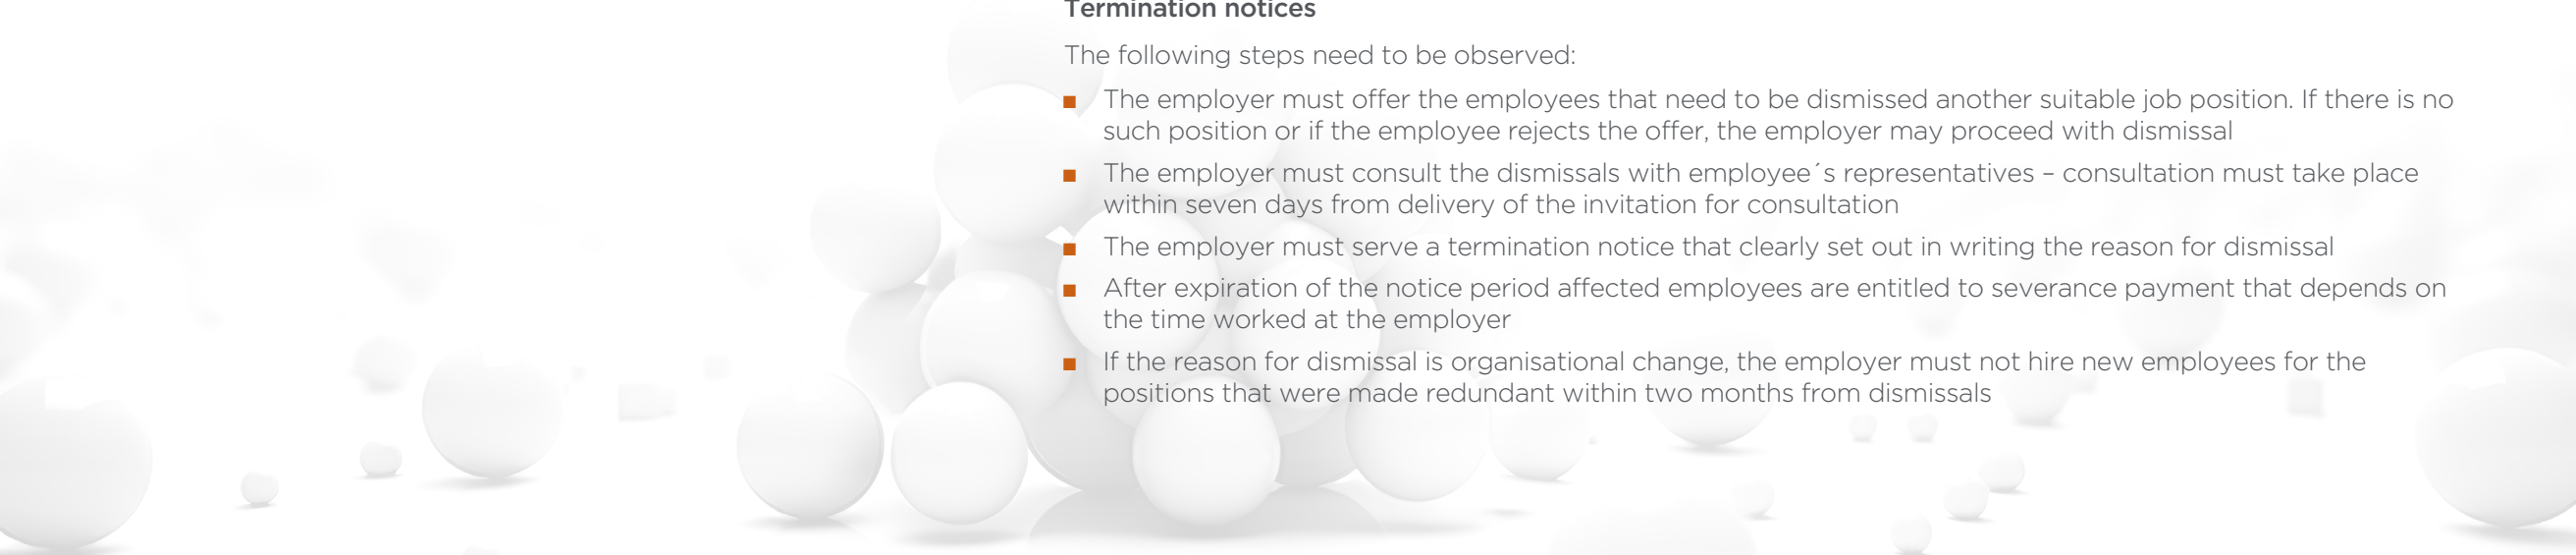 Termination notices
The following steps need to be observed:
The employer must offer the employees that need to be dismissed another suitable job position. If there is no
such position or if the employee rejects the offer, the employer may proceed with dismissal
The employer must consult the dismissals with employee´s representatives – consultation must take place
within seven days from delivery of the invitation for consultation
The employer must serve a termination notice that clearly set out in writing the reason for dismissal
After expiration of the notice period affected employees are entitled to severance payment that depends on
the time worked at the employer
If the reason for dismissal is organisational change, the employer must not hire new employees for the
positions that were made redundant within two months from dismissals